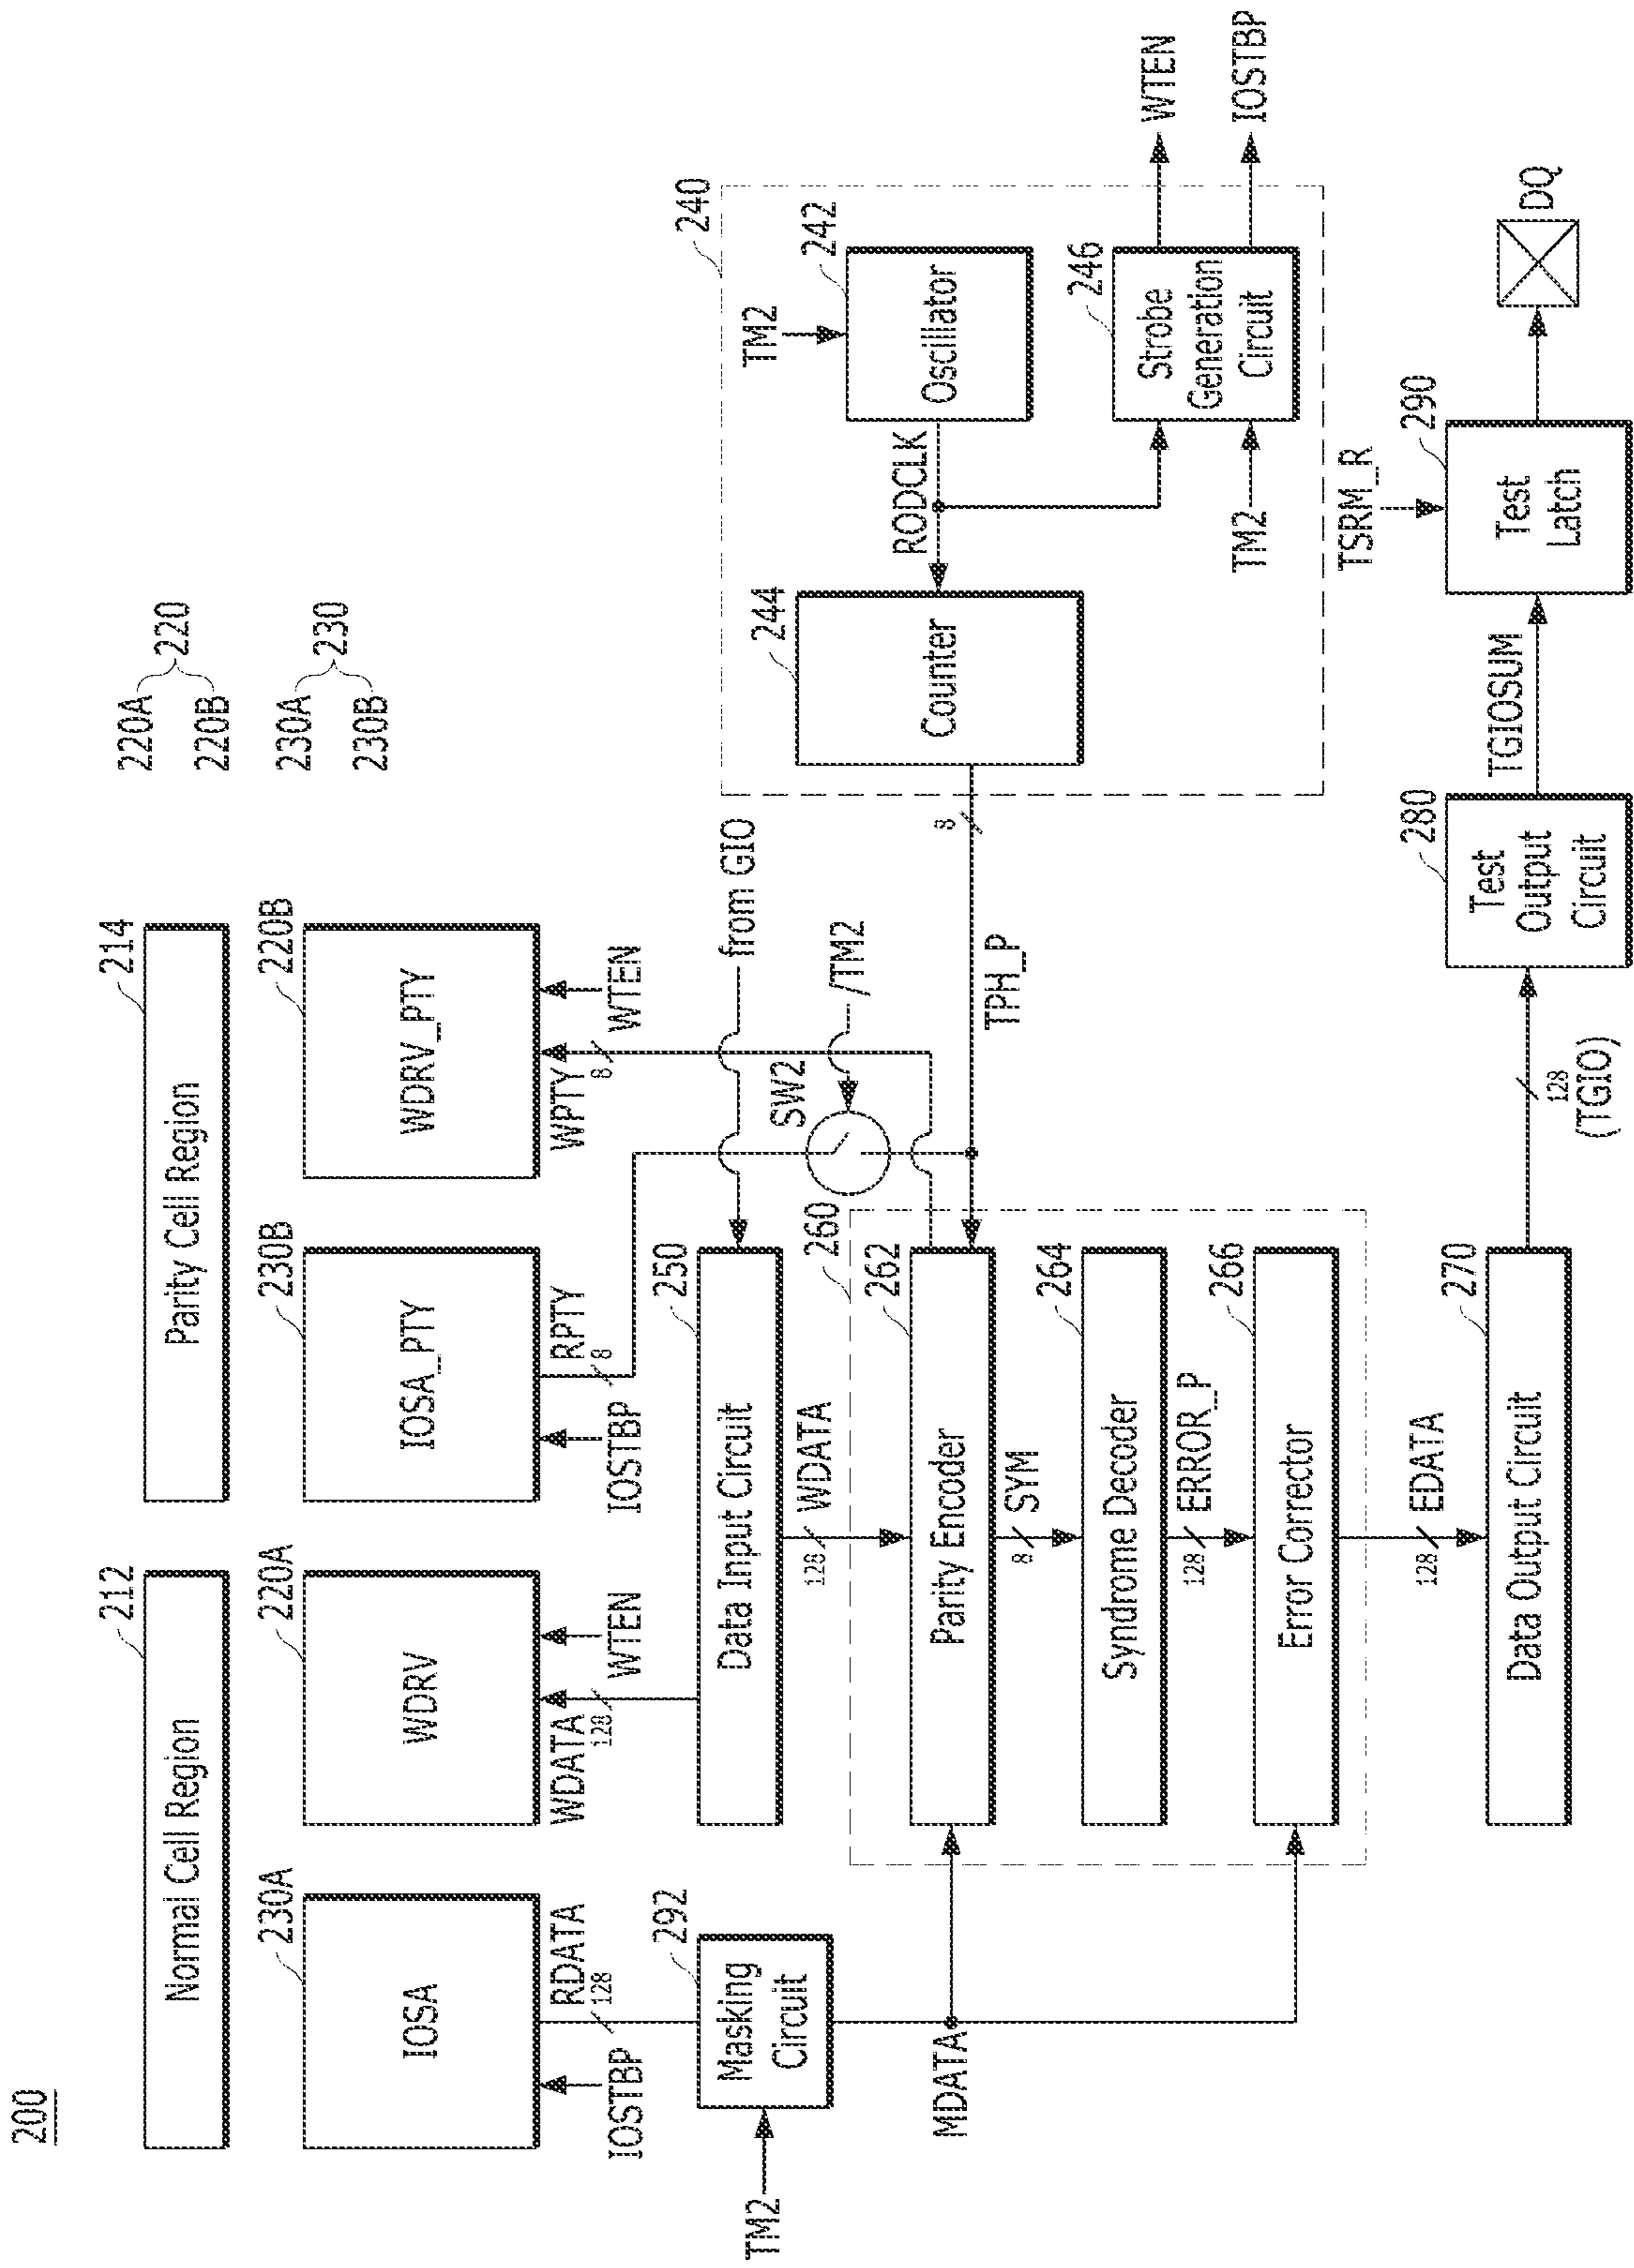 200
212
Normal Cell Region
214
Parity Cell Region
220A
220B
220
230A
230B
230
230A
IOSA
220A
WDRV
230B
IOSA_PTY
220B
WDRV_PTY
IOSTBP
RDATA
128
WDATA
128
WTEN
IOSTBP
RPTY
8
WPTY
8
WTEN
TM2
292
Masking
Circuit
250
Data Input Circuit
from GIO
SW2
/TM2
128
WDATA
MDATA
260
262
Parity Encoder
TPH_P
8
8
SYM
264
Syndrome Decoder
128
ERROR_P
266
Error Corrector
128
EDATA
270
Data Output Circuit
128
(TGIO)
240
TM2
242
Oscillator
244
Counter
RODCLK
246
Strobe
Generation
Circuit
TM2
WTEN
IOSTBP
280
Test
Output
Circuit
TGIOSUM
TSRM_R
290
Test
Latch
DQ